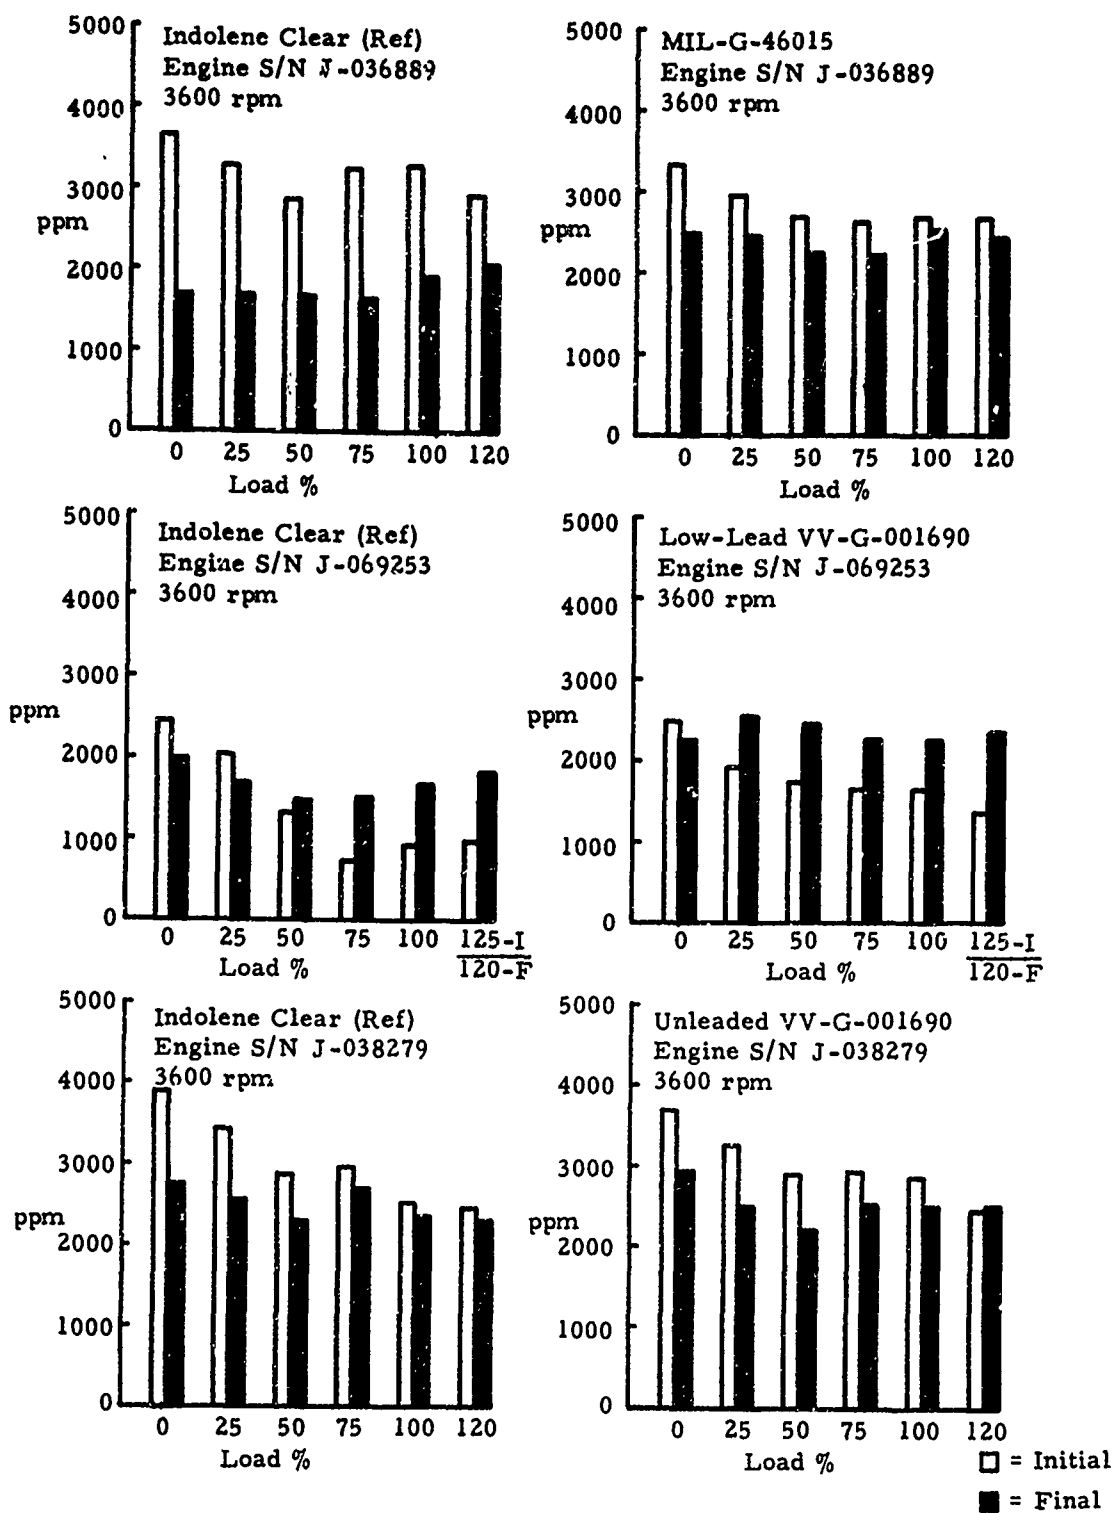 Indolene Clear (Ref)
Engine S/N J-036889
3600 rpm
5000
4000
3000
ppm
2000
1000
0
0 25 50 75 100 120
Load %
MIL-G-46015
Engine S/N J-036889
3600 rpm
5000
4000
3000
ppm
2000
1000
0
0 25 50 75 100 120
Load %
Indolene Clear (Ref)
Engine S/N J-069253
3600 rpm
5000
4000
3000
ppm
2000
1000
0
0 25 50 75 100 125-I
120-F
Load %
Low-Lead VV-G-001690
Engine S/N J-069253
3600 rpm
5000
4000
3000
ppm
2000
1000
0
0 25 50 75 100 125-I
120-F
Load %
Indolene Clear (Ref)
Engine S/N J-038279
3600 rpm
5000
4000
3000
ppm
2000
1000
0
0 25 50 75 100 120
Load %
Unleaded VV-G-001690
Engine S/N J-038279
3600 rpm
5000
4000
3000
ppm
2000
1000
0
0 25 50 75 100 120
Load %
= Initial
= Final